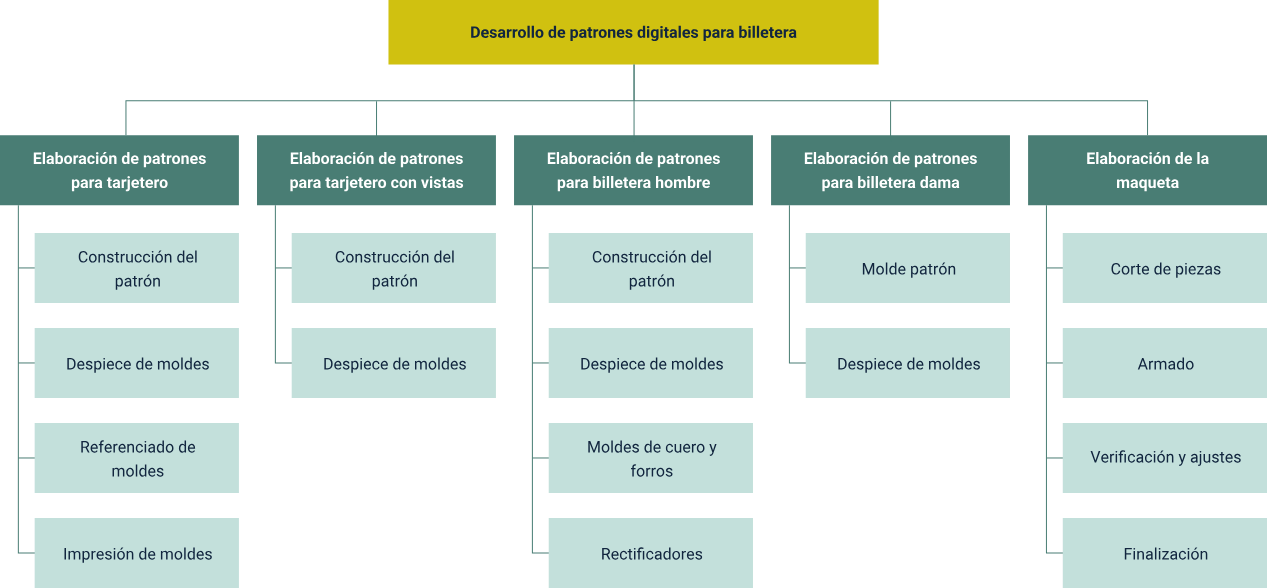 Desarrollo de patrones digitales para billetera
Elaboración de patrones
para tarjetero
Construcción del
patrón
Despiece de moldes
Referenciado de
moldes
Impresión de moldes
Elaboración de patrones
para tarjetero con vistas
Construcción del
patrón
Despiece de moldes
Elaboración de patrones
para billetera hombre
Construcción del
patrón
Despiece de moldes
Moldes de cuero y
forros
Rectificadores
Elaboración de patrones
para billetera dama
Molde patrón
Despiece de moldes
Elaboración de la
maqueta
Corte de piezas
Armado
Verificación y ajustes
Finalización